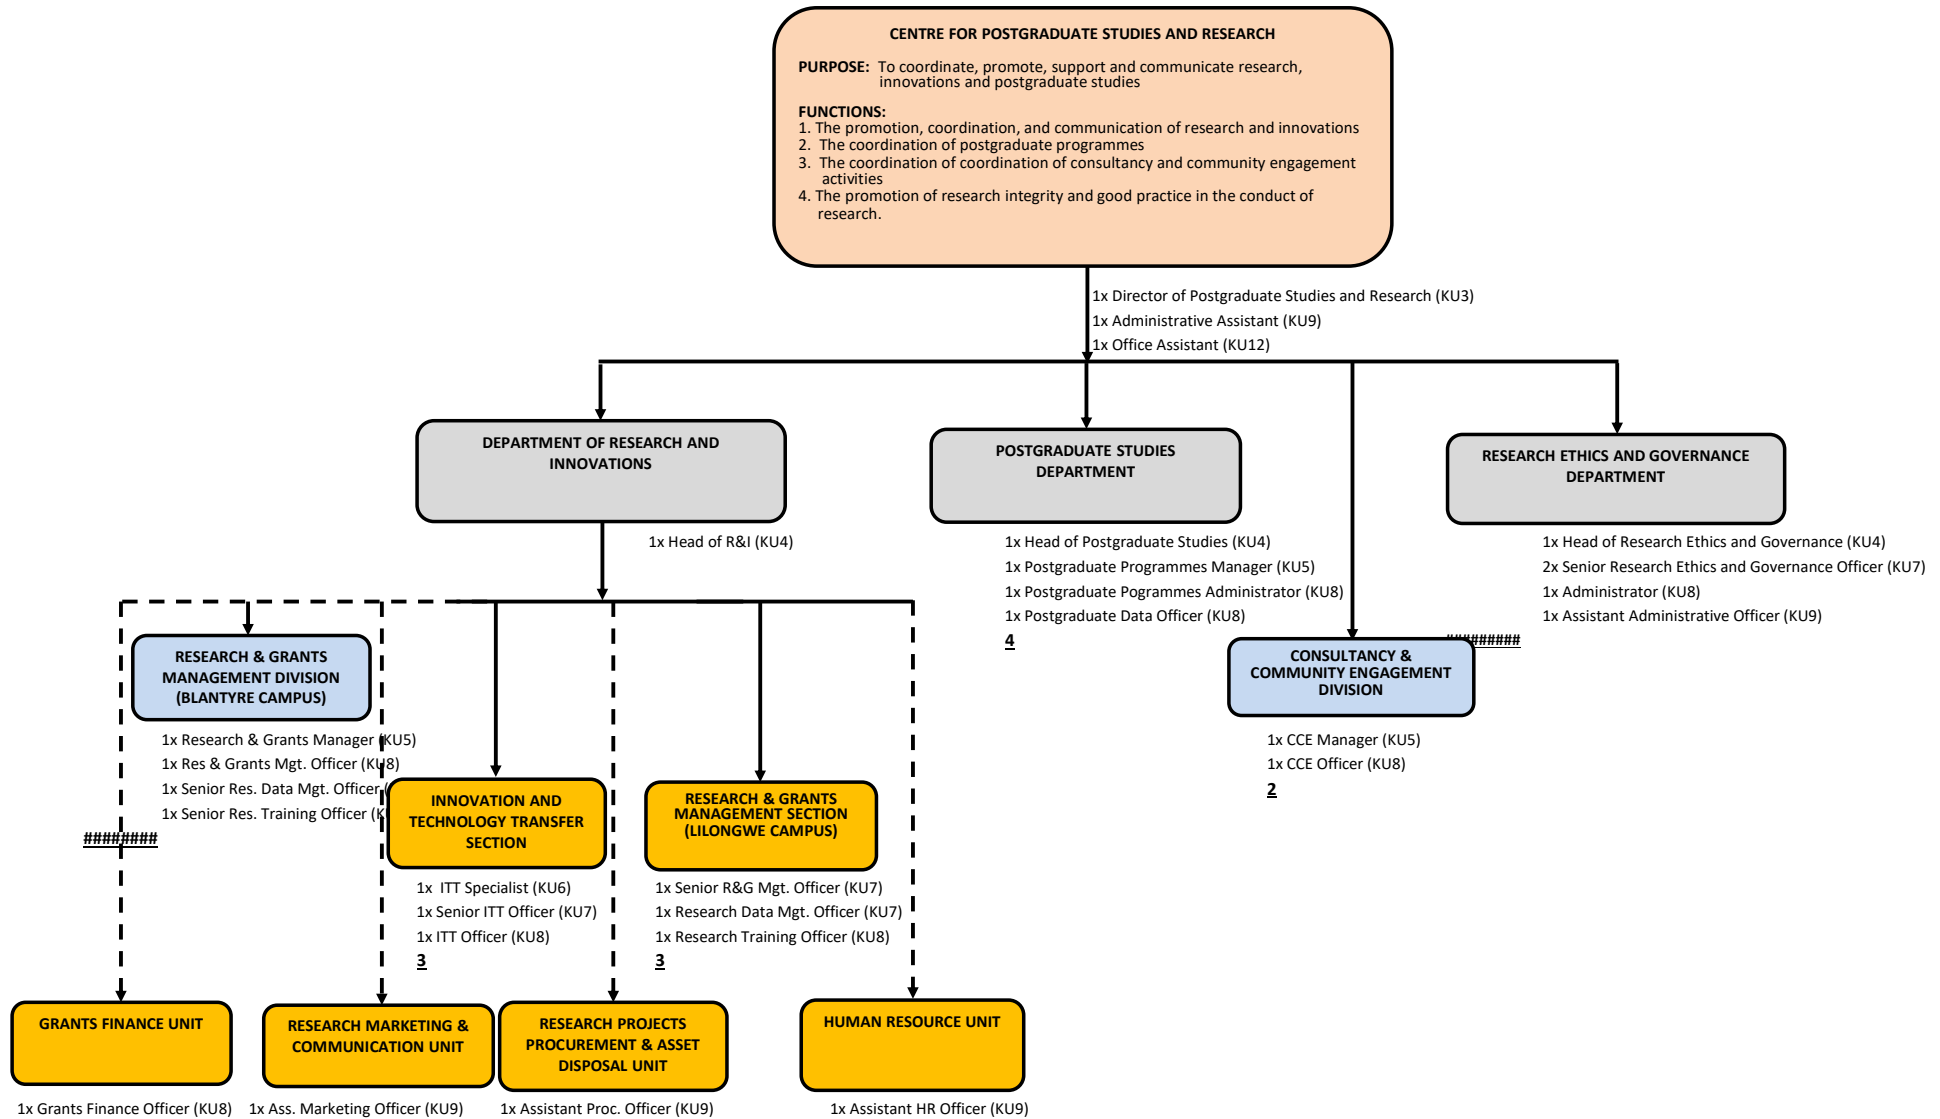 CENTRE FOR POSTGRADUATE STUDIES AND RESEARCH
PURPOSE: To coordinate, promote, support and communicate research,
innovations and postgraduate studies
FUNCTIONS:
1. The promotion, coordination, and communication of research and innovations
2. The coordination of postgraduate programmes
3. The coordination of coordination of consultancy and community engagement
activities
4. The promotion of research integrity and good practice in the conduct of
research.
1x Director of Postgraduate Studies and Research (KU3)
1x Administrative Assistant (KU9)
1x Office Assistant (KU12)
DEPARTMENT OF RESEARCH AND
INNOVATIONS
1x Head of R&I (KU4)
POSTGRADUATE STUDIES
DEPARTMENT
1x Head of Postgraduate Studies (KU4)
1x Postgraduate Programmes Manager (KU5)
1x Postgraduate Pogrammes Administrator (KU8)
1x Postgraduate Data Officer (KU8)
4
RESEARCH ETHICS AND GOVERNANCE
DEPARTMENT
1x Head of Research Ethics and Governance (KU4)
2x Senior Research Ethics and Governance Officer (KU7)
1x Administrator (KU8)
1x Assistant Administrative Officer (KU9)
#########
CONSULTANCY &
COMMUNITY ENGAGEMENT
DIVISION
1x CCE Manager (KU5)
1x CCE Officer (KU8)
2
RESEARCH & GRANTS
MANAGEMENT DIVISION
(BLANTYRE CAMPUS)
1x Research & Grants Manager (KU5)
1x Res & Grants Mgt. Officer (KU8)
1x Senior Res. Data Mgt. Officer (
1x Senior Res. Training Officer (K
########
INNOVATION AND
TECHNOLOGY TRANSFER
SECTION
1x ITT Specialist (KU6)
1x Senior ITT Officer (KU7)
1x ITT Officer (KU8)
3
RESEARCH & GRANTS
MANAGEMENT SECTION
(LILONGWE CAMPUS)
1x Senior R&G Mgt. Officer (KU7)
1x Research Data Mgt. Officer (KU7)
1x Research Training Officer (KU8)
3
GRANTS FINANCE UNIT
1x Grants Finance Officer (KU8)
RESEARCH MARKETING &
COMMUNICATION UNIT
1x Ass. Marketing Officer (KU9)
RESEARCH PROJECTS
PROCUREMENT & ASSET
DISPOSAL UNIT
1x Assistant Proc. Officer (KU9)
HUMAN RESOURCE UNIT
1x Assistant HR Officer (KU9)